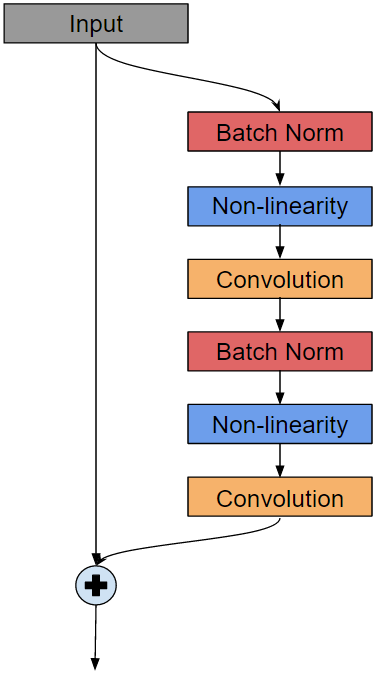 Input
Batch Norm
Non-linearity
Convolution
Batch Norm
Non-linearity
Convolution